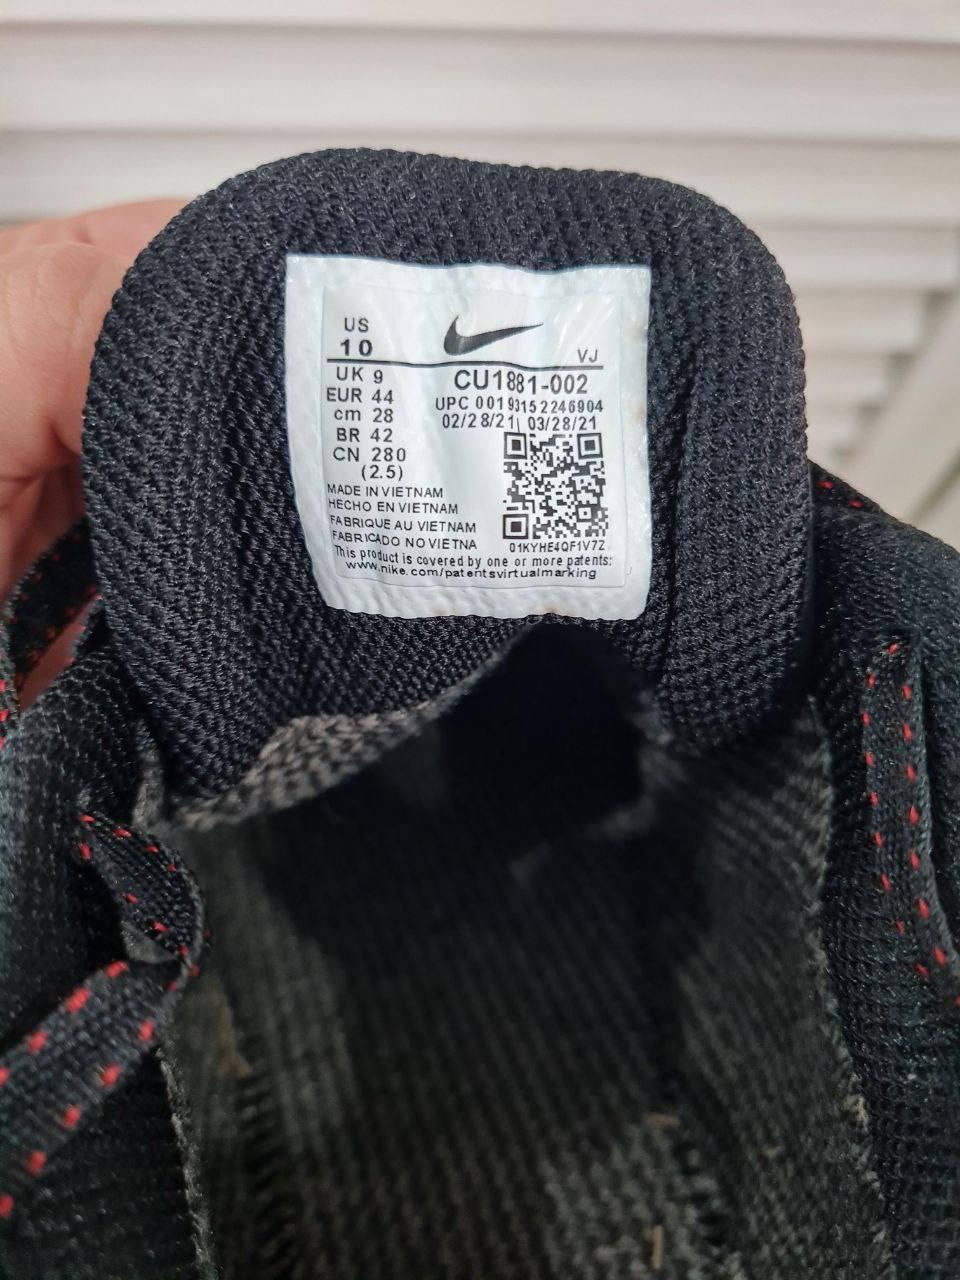 US
10
VJ
UK 9
EUR 44
cm 28
BR 42
CN 280
(2.5)
CU1881-002
UPC 00193152246904
02/28/21 03/28/21
MADE IN VIETNAM
HECHO EN VIETNAM
FABRIQUE AU VIETNAM
FABRICADO NO VIETNA
01KYHE4QF1V7Z
This product is covered by one or more patents:
www.nike.com/patentsvirtualmarking